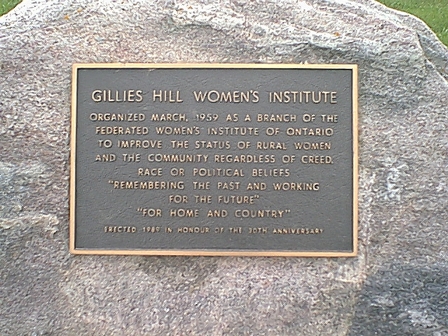 GILLIES HILL WOMEN'S INSTITUTE
ORGANIZED MARCH, 1959 AS A BRANCH OF THE
FEDERATED WOMEN'S INSTITUTE OF ONTARIO
TO IMPROVE THE STATUS OF RURAL WOMEN
AND THE COMMUNITY REGARDLESS OF CREED.
RACE OR POLITICAL BELIEFS
"REMEMBERING THE PAST AND WORKING
FOR THE FUTURE"
"FOR HOME AND COUNTRY"
ERECTED 1989 IN HONOUR OF THE 30TH ANNIVERSARY